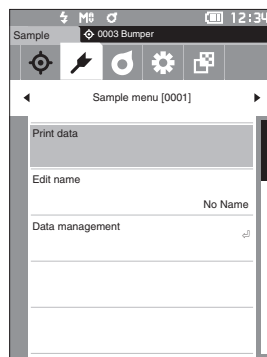 12:34
Sample
0003 Bumper
Sample menu [0001]
Print data
Edit name
No Name
Data management